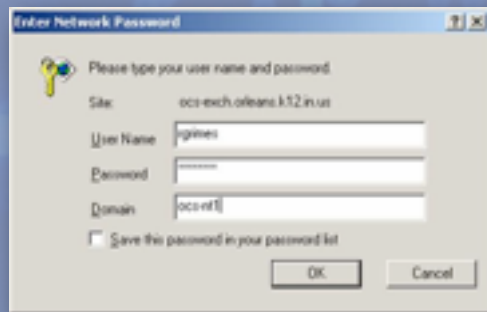 Enter Network Password
Please type your user name and password.
Site: ocs-exch.orleans.k12.in.us
User Name rgrimes
Password
Domain ocs-nt1
Save this password in your password list
OK Cancel